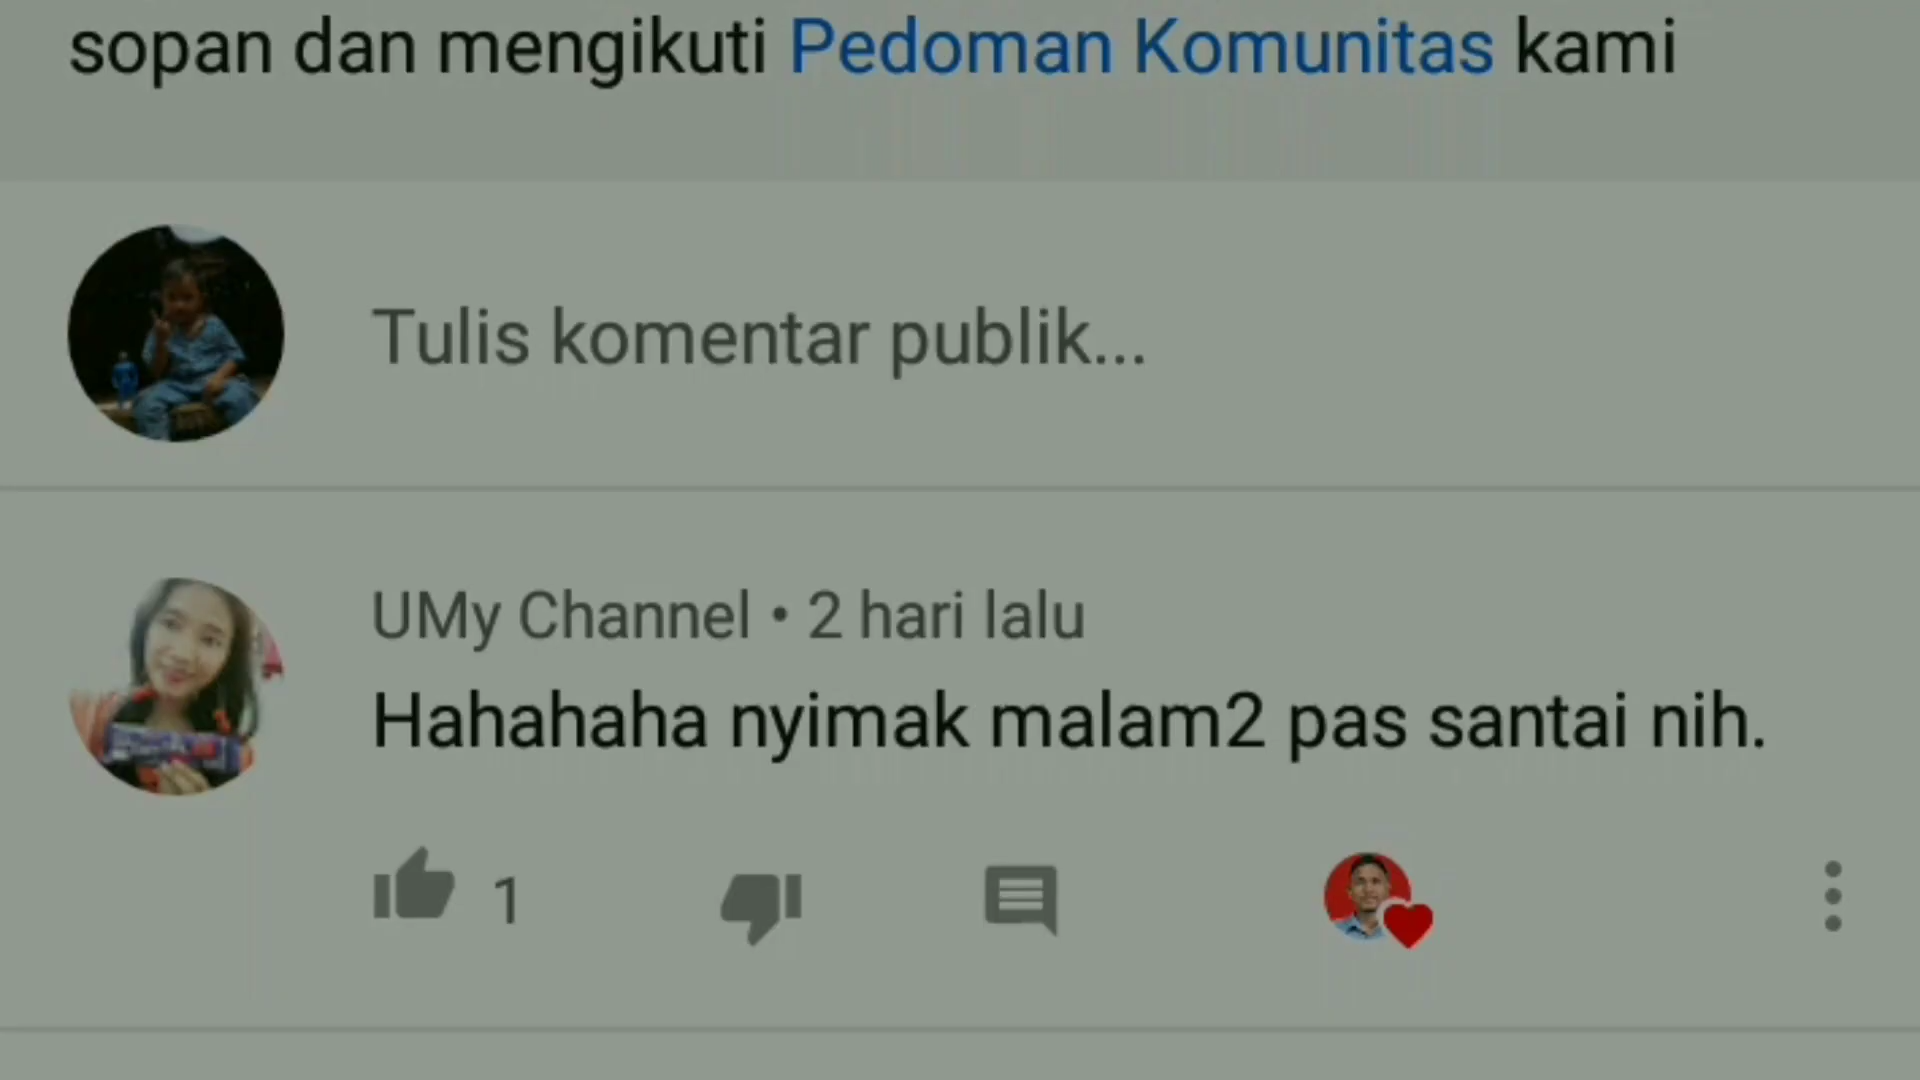 sopan dan mengikuti Pedoman Komunitas kami
Tulis komentar publik...
UMy Channel • 2 hari lalu
Hahahaha nyimak malam2 pas santai nih.
1